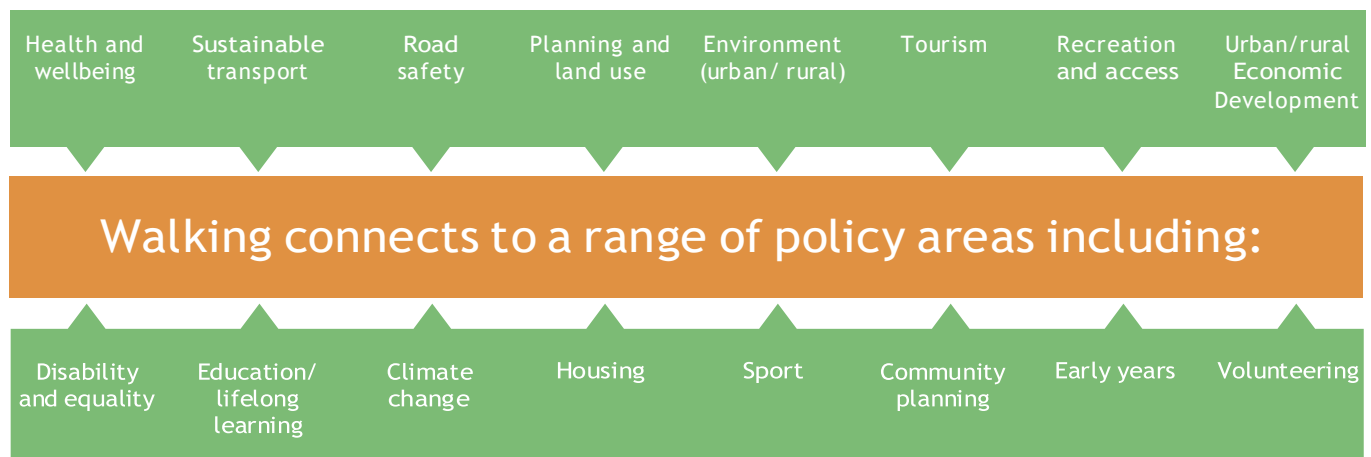 Health and
wellbeing
Sustainable
transport
Road
safety
Planning and
land use
Environment
(urban/ rural)
Tourism
Recreation
and access
Urban/rural
Economic
Development
Walking connects to a range of policy areas including:
Disability
and equality
Education/
lifelong
learning
Climate
change
Housing
Sport
Community
planning
Early years
Volunteering